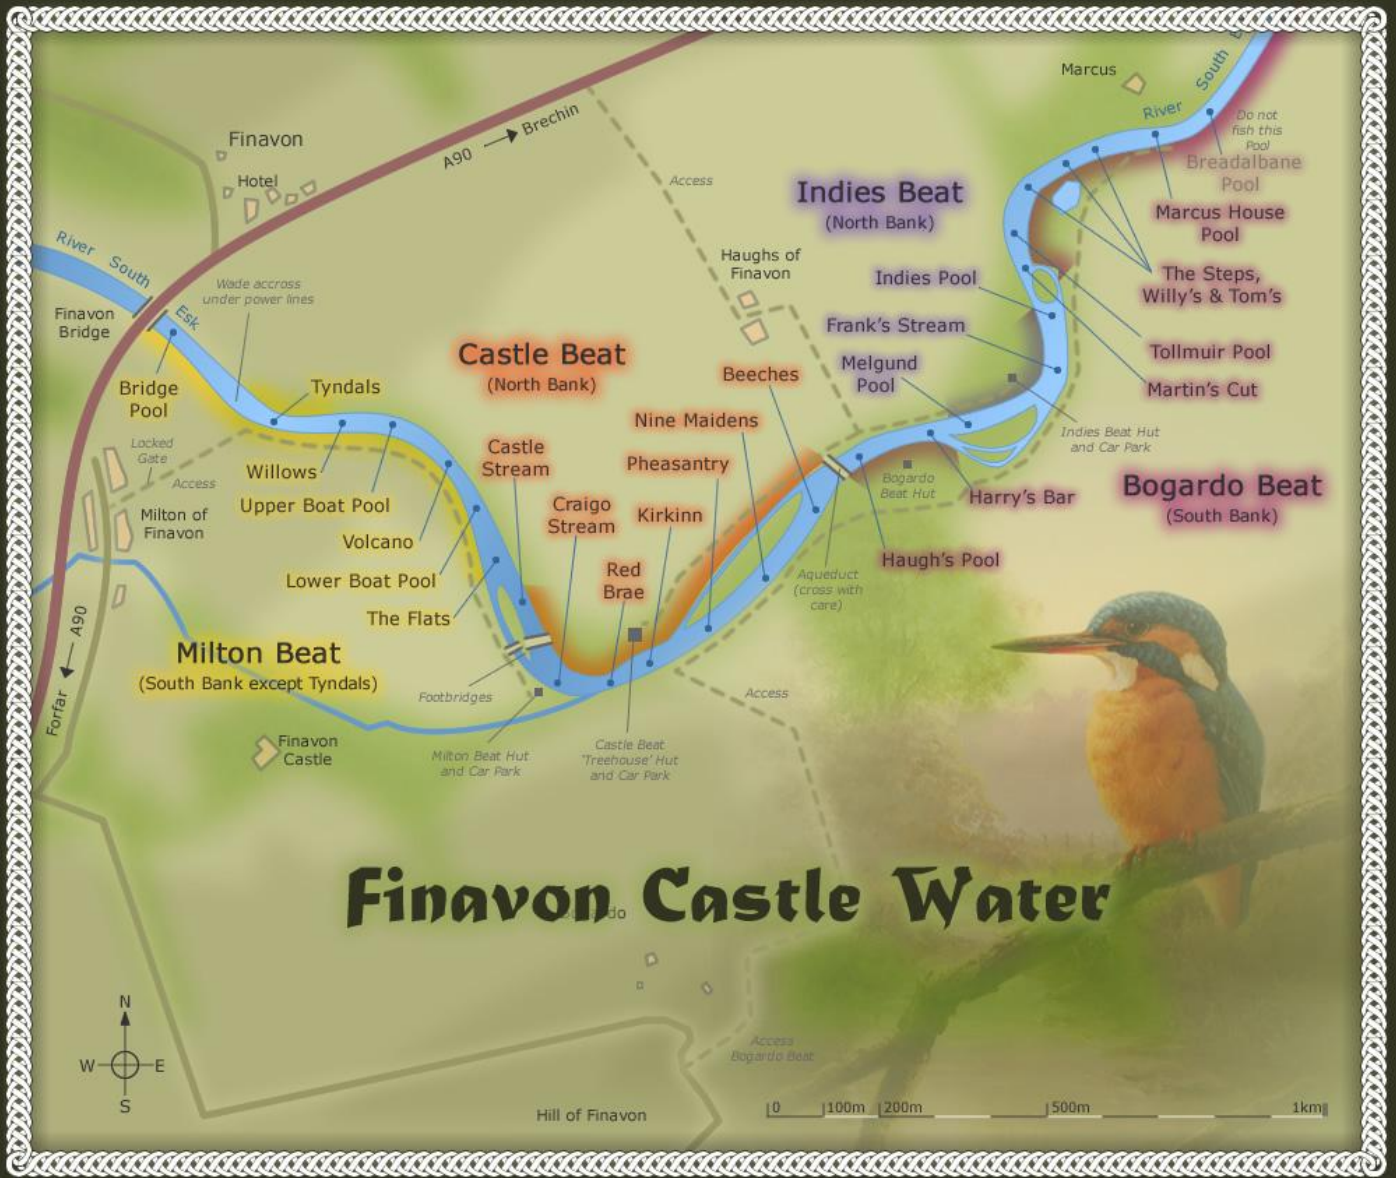 Marcus
River South
Do not
fish this
Pool
Breadalbane
Pool
Finavon
Hotel
A90
Brechin
Access
Indies Beat
(North Bank)
Marcus House
Pool
River South
Esk
Wade accross
under power lines
Haughs of
Finavon
Indies Pool
The Steps,
Willy's & Tom's
Finavon
Bridge
Frank's Stream
Castle Beat
(North Bank)
Melgund
Pool
Tollmuir Pool
Bridge
Pool
Tyndals
Beeches
Martin's Cut
Nine Maidens
Locked
Gate
Castle
Stream
Indies Beat Hut
and Car Park
Willows
Pheasantry
Access
Bogardo
Beat Hut
Bogardo Beat
(South Bank)
Harry's Bar
Upper Boat Pool
Craigo
Stream
Kirkinn
Milton of
Finavon
Volcano
Haugh's Pool
Lower Boat Pool
Red
Brae
Aqueduct
(cross with
care)
The Flats
A90
Forfar
Milton Beat
(South Bank except Tyndals)
Footbridges
Access
Finavon
Castle
Milton Beat Hut
and Car Park
Castle Beat
'Treehouse' Hut
and Car Park
Finavon Castle Water
N
W
E
S
Access
Bogardo Beat
Hill of Finavon
0
100m
200m
500m
1km